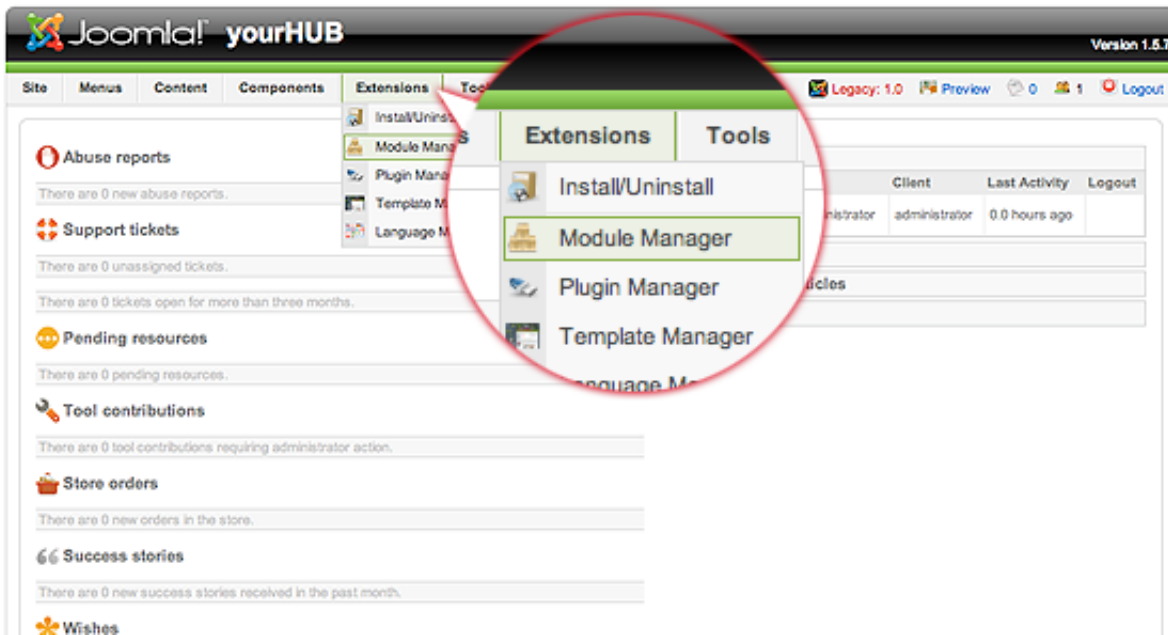 Joomla! yourHUB
Version 1.5.7
Site Menus Content Components Extensions
Legacy: 1.0 Preview 0 1 Logout
Extensions Tools
Install/Uninstall
Module Manager
Plugin Manager
Template Manager
Abuse reports
There are 0 new abuse reports.
Support tickets
There are 0 unassigned tickets.
There are 0 tickets open for more than three months.
Pending resources
There are 0 pending resources.
Tool contributions
There are 0 tool contributions requiring administrator action.
Store orders
There are 0 new orders in the store.
Success stories
There are 0 new success stories received in the past month.
Wishes
Client Last Activity Logout
administrator 0.0 hours ago